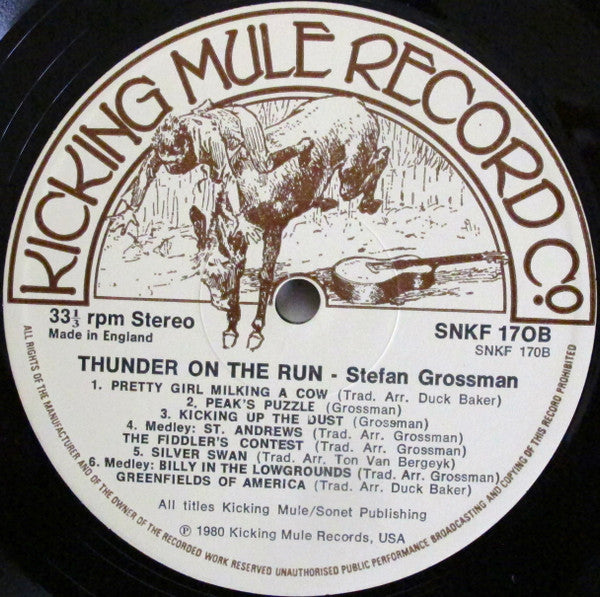 KICKING MULE RECORD CO.
33⅓ rpm Stereo
Made in England
SNKF 170B
SNKF 170B
THUNDER ON THE RUN - Stefan Grossman
1. PRETTY GIRL MILKING A COW (Trad. Arr. Duck Baker)
2. PEAK'S PUZZLE (Grossman)
3. KICKING UP THE DUST (Grossman)
4. Medley: ST. ANDREWS (Trad. Arr. Grossman)
THE FIDDLER'S CONTEST (Trad. Arr. Grossman)
5. SILVER SWAN (Trad. Arr. Ton Van Bergeyk)
6. Medley: BILLY IN THE LOWGROUNDS (Trad. Arr. Grossman)
GREENFIELDS OF AMERICA (Trad. Arr. Duck Baker)
All titles Kicking Mule/Sonet Publishing
℗ 1980 Kicking Mule Records, USA
ALL RIGHTS OF THE MANUFACTURER AND OF THE OWNER OF THE RECORDED WORK RESERVED UNAUTHORISED PUBLIC PERFORMANCE BROADCASTING AND COPYING OF THIS RECORD PROHIBITED